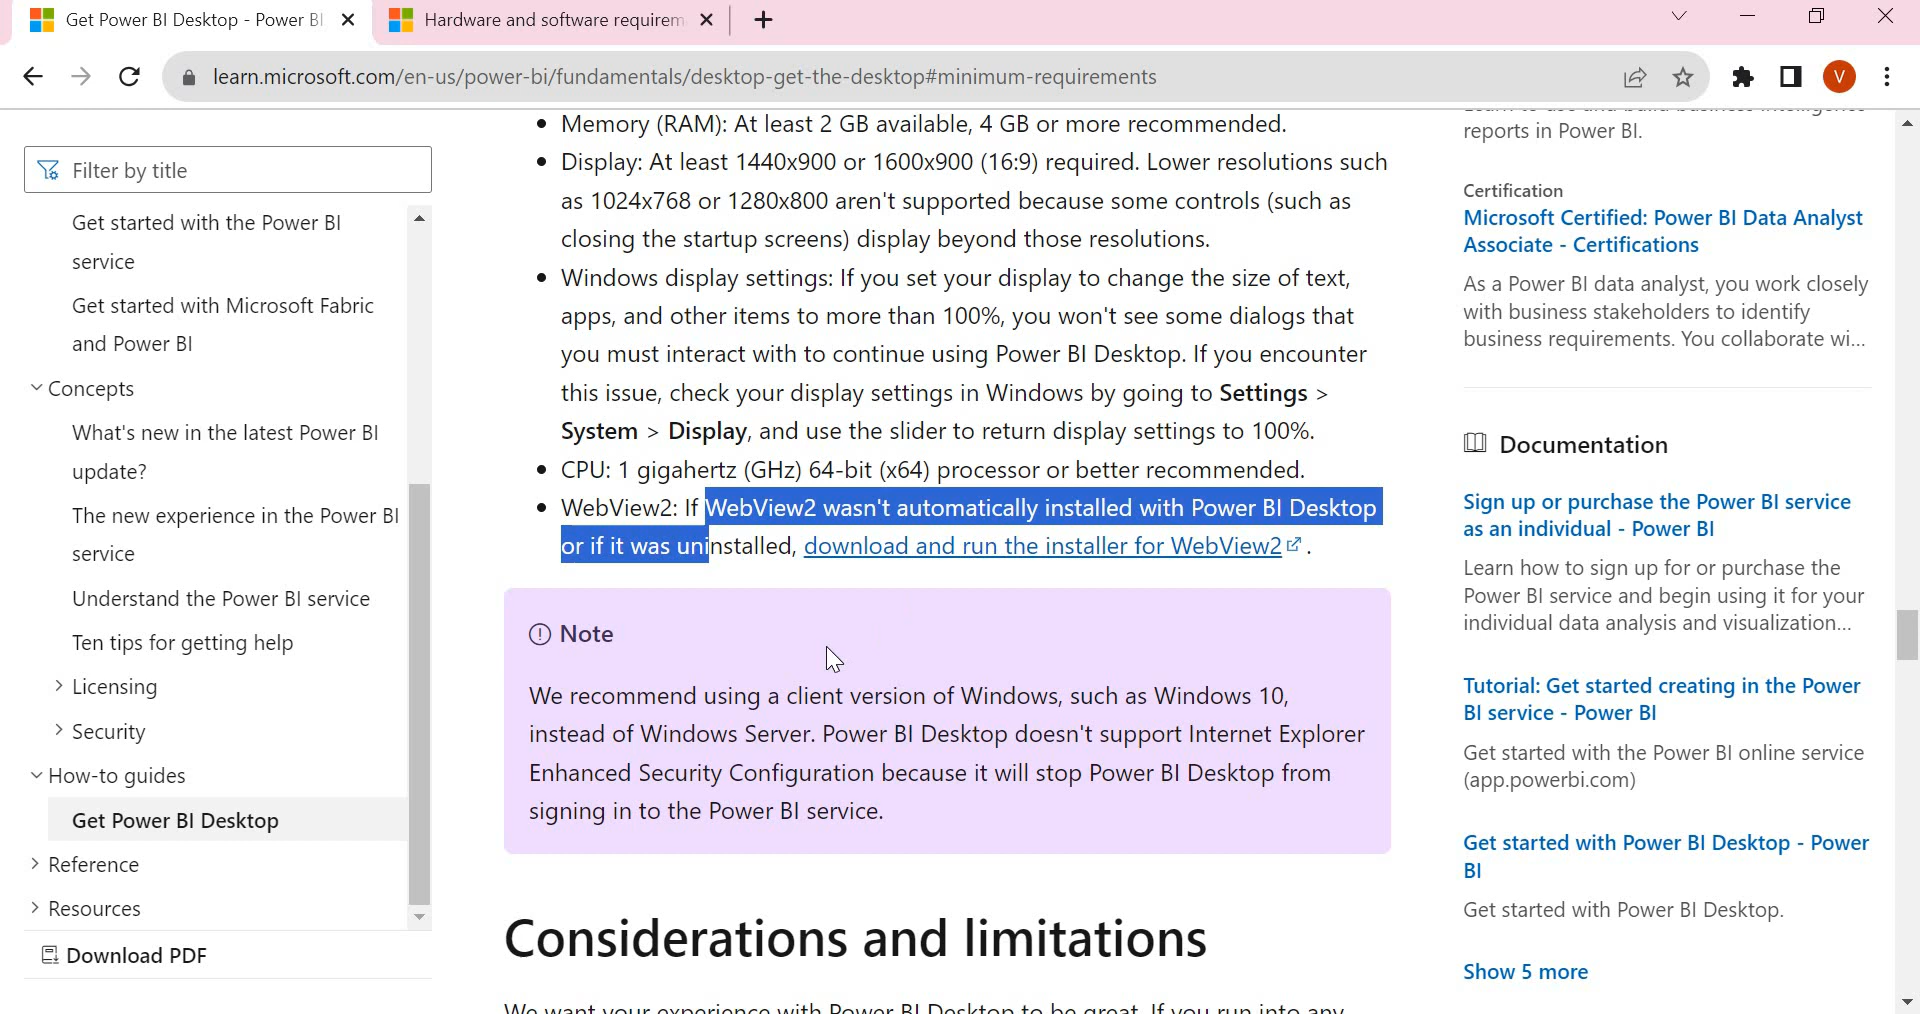 Get Power BI Desktop - Power BI
Hardware and software requirem
learn.microsoft.com/en-us/power-bi/fundamentals/desktop-get-the-desktop#minimum-requirements
V
Filter by title
Get started with the Power BI
service
Get started with Microsoft Fabric
and Power BI
Concepts
What's new in the latest Power BI
update?
The new experience in the Power BI
service
Understand the Power BI service
Ten tips for getting help
Licensing
Security
How-to guides
Get Power BI Desktop
Reference
Resources
Download PDF
• Memory (RAM): At least 2 GB available, 4 GB or more recommended.
• Display: At least 1440x900 or 1600x900 (16:9) required. Lower resolutions such
as 1024x768 or 1280x800 aren't supported because some controls (such as
closing the startup screens) display beyond those resolutions.
• Windows display settings: If you set your display to change the size of text,
apps, and other items to more than 100%, you won't see some dialogs that
you must interact with to continue using Power BI Desktop. If you encounter
this issue, check your display settings in Windows by going to Settings >
System > Display, and use the slider to return display settings to 100%.
• CPU: 1 gigahertz (GHz) 64-bit (x64) processor or better recommended.
• WebView2: If WebView2 wasn't automatically installed with Power BI Desktop
or if it was uninstalled, download and run the installer for WebView2.
Note
We recommend using a client version of Windows, such as Windows 10,
instead of Windows Server. Power BI Desktop doesn't support Internet Explorer
Enhanced Security Configuration because it will stop Power BI Desktop from
signing in to the Power BI service.
Considerations and limitations
We want your experience with Power BI Desktop to be great. If you run into any
reports in Power BI.
Certification
Microsoft Certified: Power BI Data Analyst
Associate - Certifications
As a Power BI data analyst, you work closely
with business stakeholders to identify
business requirements. You collaborate wi...
Documentation
Sign up or purchase the Power BI service
as an individual - Power BI
Learn how to sign up for or purchase the
Power BI service and begin using it for your
individual data analysis and visualization...
Tutorial: Get started creating in the Power
BI service - Power BI
Get started with the Power BI online service
(app.powerbi.com)
Get started with Power BI Desktop - Power
BI
Get started with Power BI Desktop.
Show 5 more